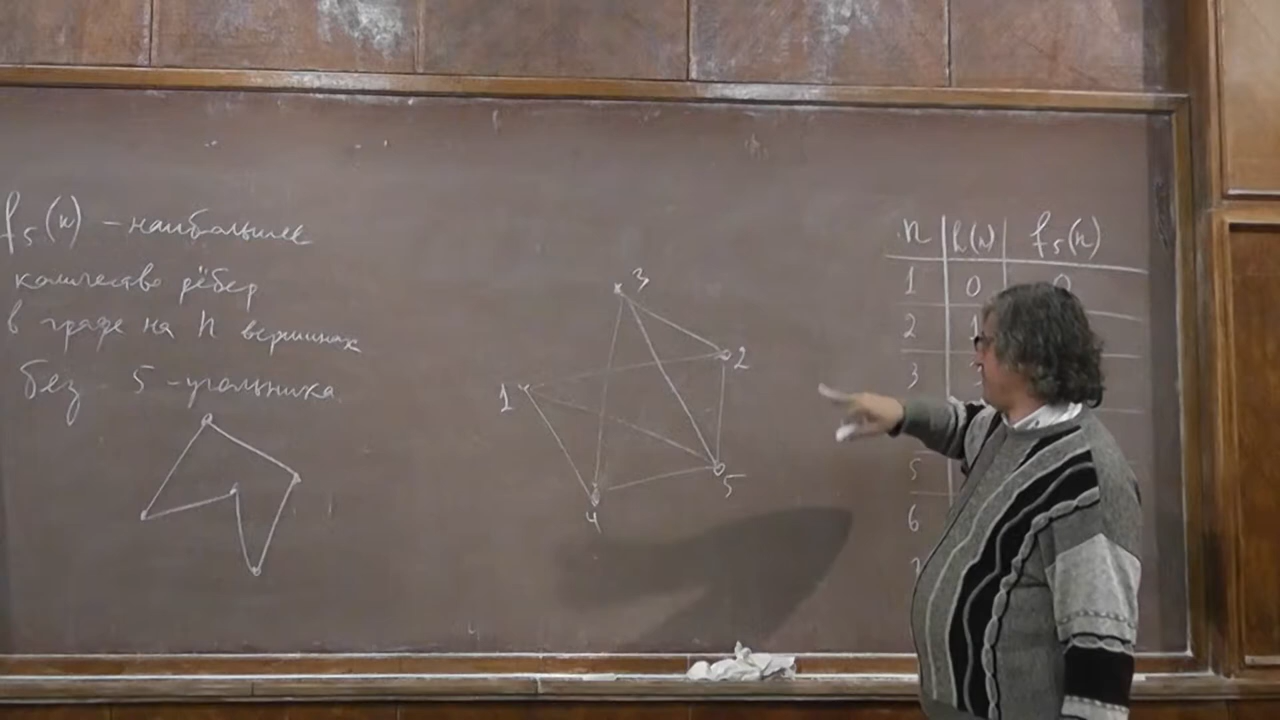 f₅(n) – наибольшее
количество рёбер
в графе на n вершинах
без 5-угольника
3
2
1
5
4
n h(n) f₅(n)
1 0 0
2 1
3
5
6